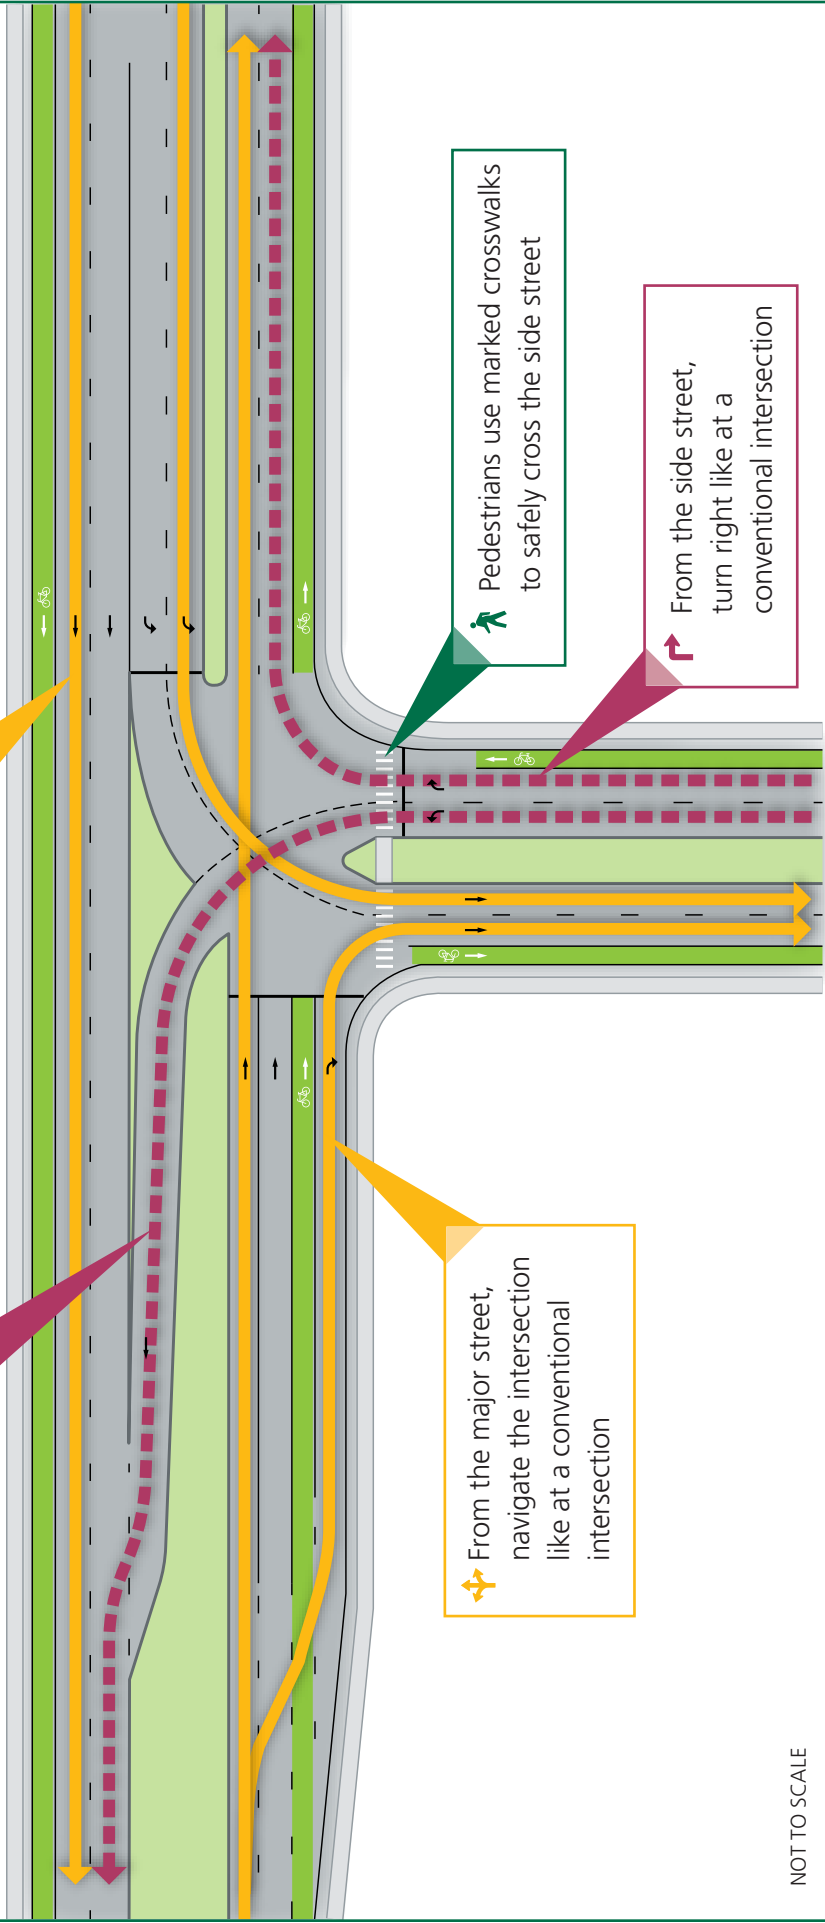 Pedestrians use marked crosswalks
to safely cross the side street
From the side street,
turn right like at a
conventional intersection
From the major street,
navigate the intersection
like at a conventional
intersection
NOT TO SCALE